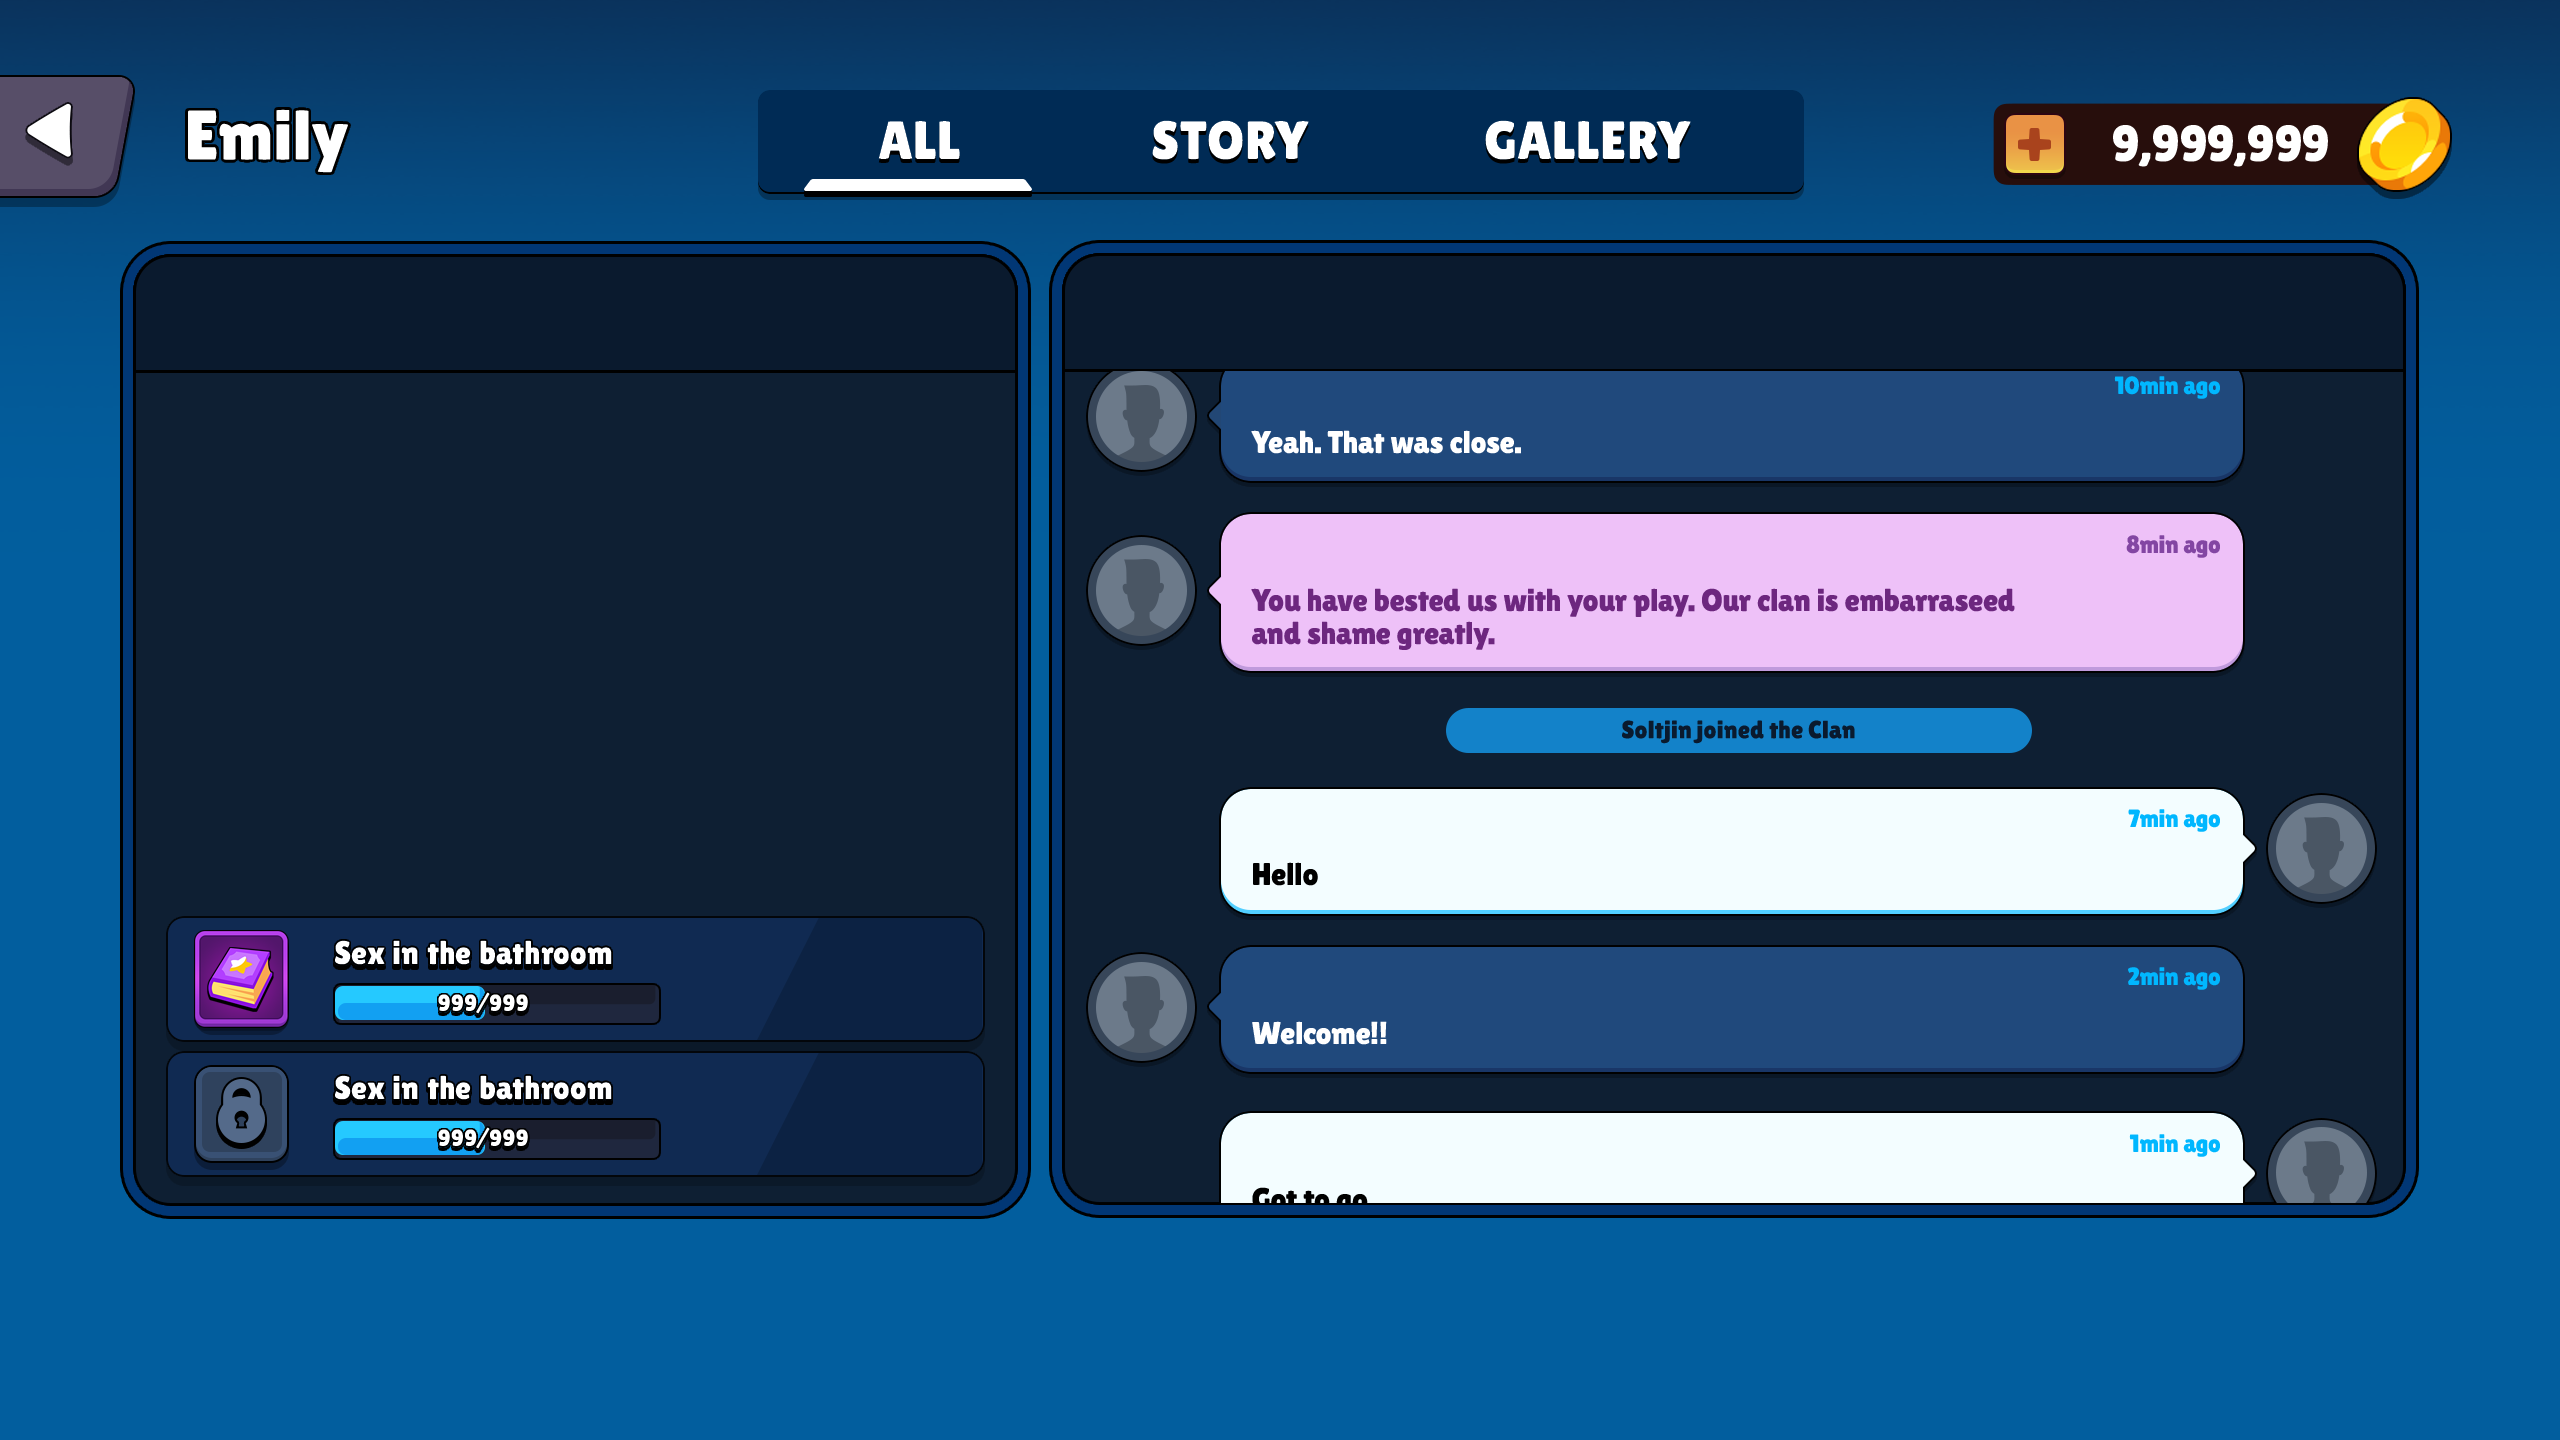 Emily
ALL
STORY
GALLERY
9,999,999
Sex in the bathroom
999/999
Sex in the bathroom
999/999
10min ago
Yeah. That was close.
8min ago
You have bested us with your play. Our clan is embarraseed
and shame greatly.
Soltjin joined the Clan
7min ago
Hello
2min ago
Welcome!!
1min ago
Got to go